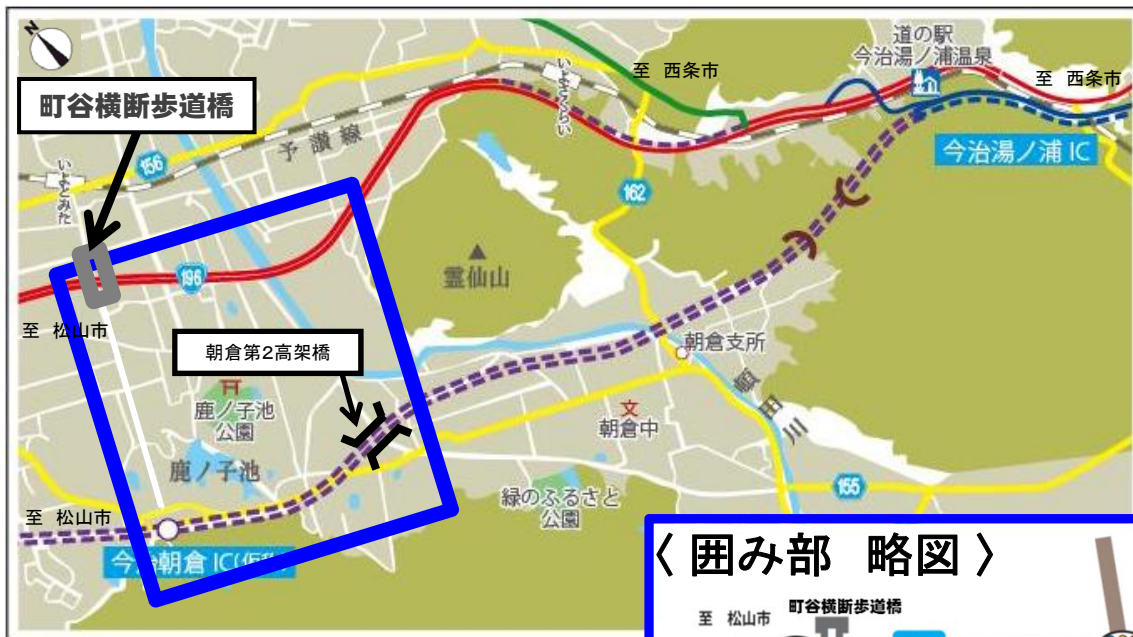 N
道の駅
今治湯ノ浦温泉
至 西条市
至 西条市
町谷横断歩道橋
いよさくらい
予讃線
156
今治湯ノ浦 IC
いよとみた
162
霊仙山
196
至 松山市
朝倉第2高架橋
朝倉支所
頓田川
鹿ノ子池
公園
文
朝倉中
鹿ノ子池
緑のふるさと
公園
155
至 松山市
今治朝倉 IC(仮称)
〈 囲み部 略図 〉
町谷横断歩道橋
至 松山市